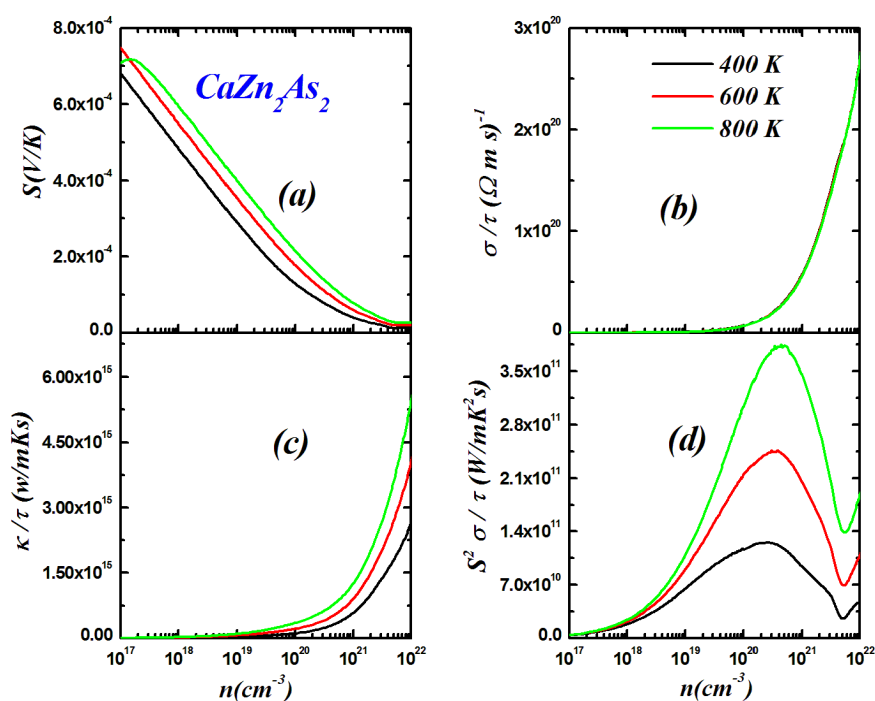 8.0x10⁻⁴
6.0x10⁻⁴
4.0x10⁻⁴
2.0x10⁻⁴
0.0
S(V/K)
CaZn₂As₂
(a)
3x10²⁰
2x10²⁰
1x10²⁰
0
σ/τ (Ω m s)⁻¹
400 K
600 K
800 K
(b)
6.00x10¹⁵
4.50x10¹⁵
3.00x10¹⁵
1.50x10¹⁵
0.00
κ/τ (w/mKs)
(c)
10¹⁷ 10¹⁸ 10¹⁹ 10²⁰ 10²¹ 10²²
n(cm⁻³)
3.5x10¹¹
2.8x10¹¹
2.1x10¹¹
1.4x10¹¹
7.0x10¹⁰
0.0
S² σ/τ (W/mK²s)
(d)
10¹⁷ 10¹⁸ 10¹⁹ 10²⁰ 10²¹ 10²²
n(cm⁻³)